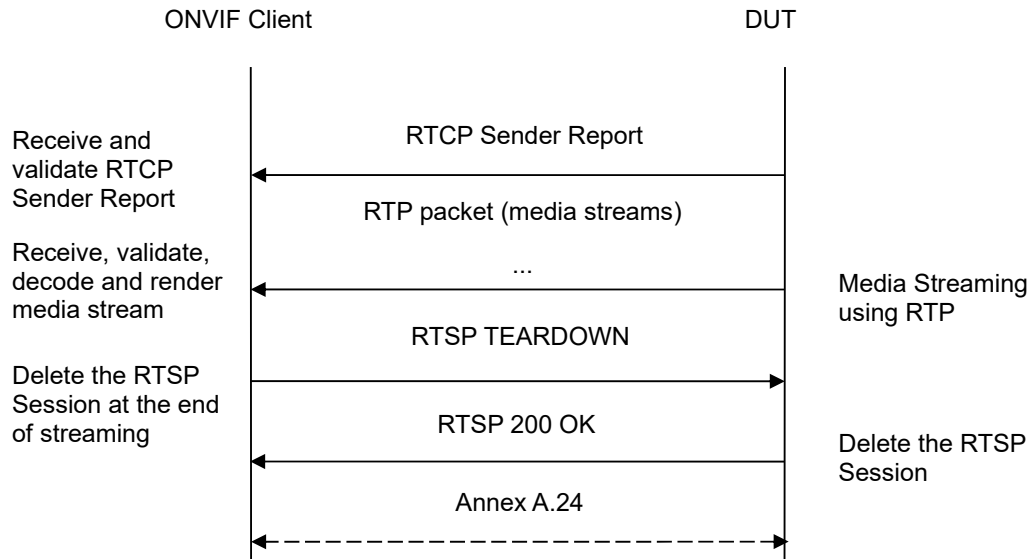 ONVIF Client
DUT
RTCP Sender Report
Receive and
validate RTCP
Sender Report
RTP packet (media streams)
Receive, validate,
decode and render
media stream
...
Media Streaming
using RTP
RTSP TEARDOWN
Delete the RTSP
Session at the end
of streaming
RTSP 200 OK
Delete the RTSP
Session
Annex A.24